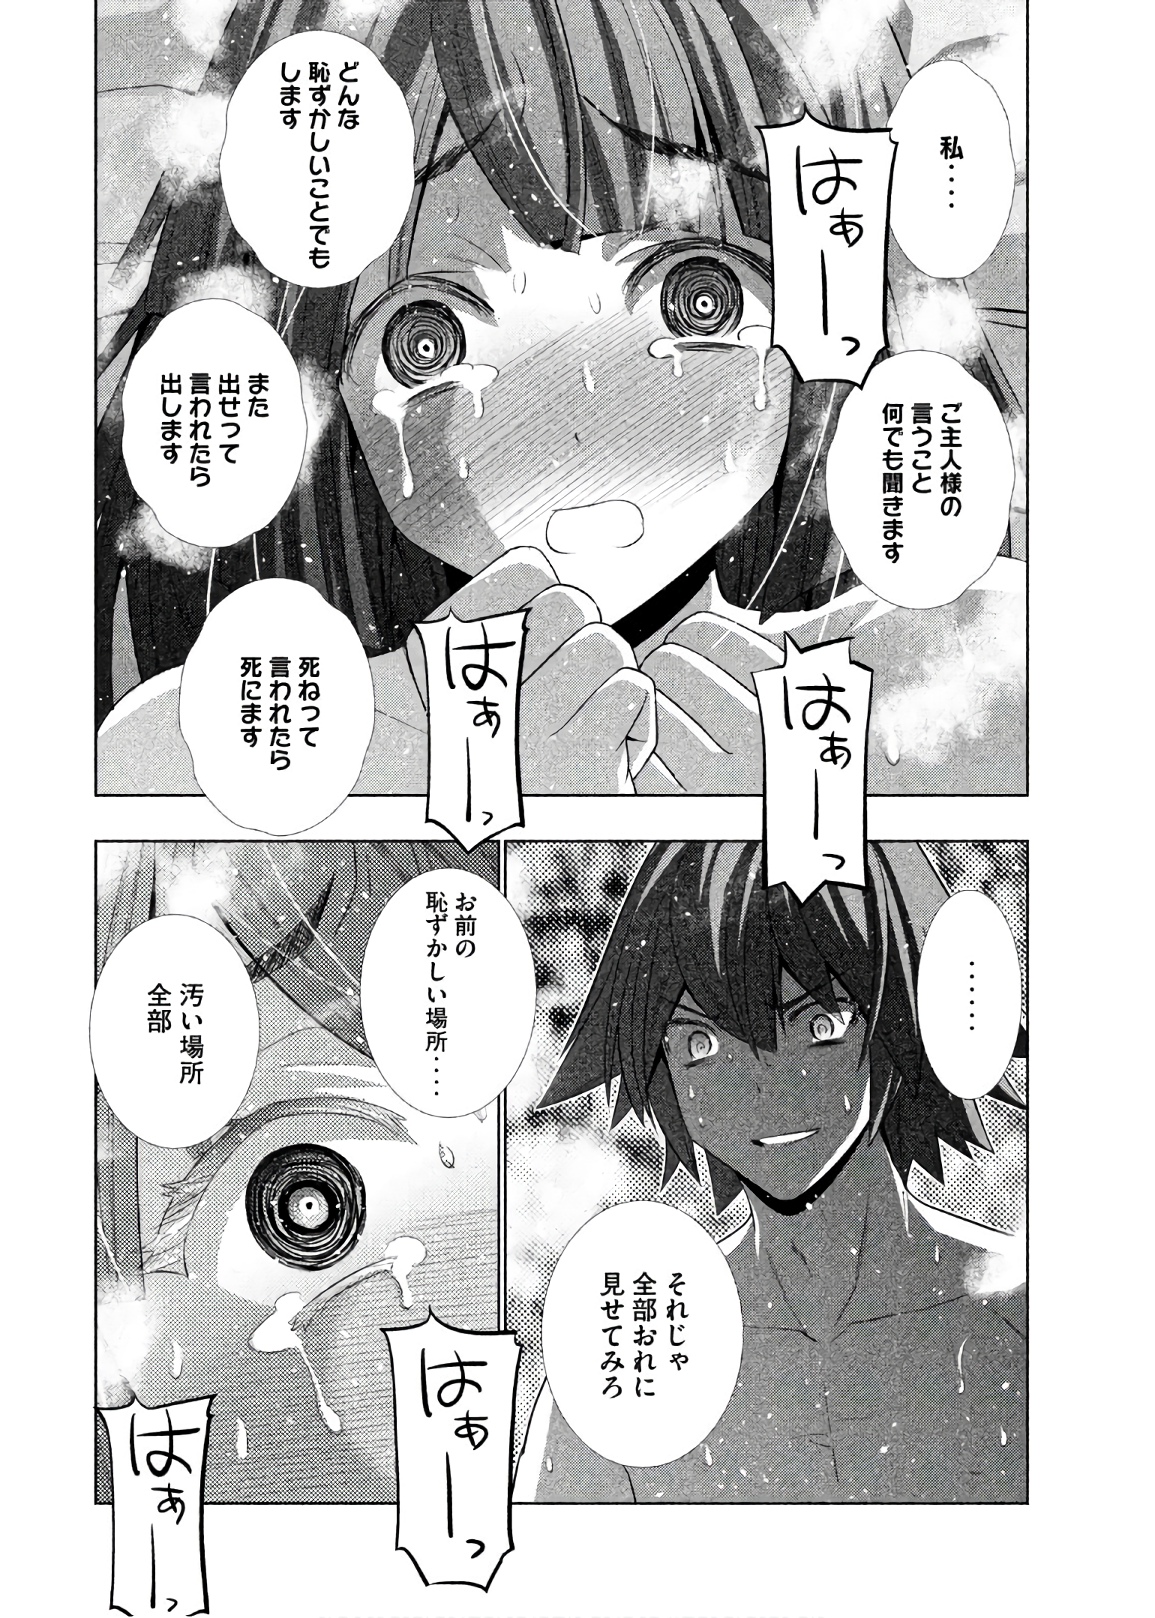 私‥‥
はぁーっ
ご主人様の
言うこと
何でも聞きます
どんな
恥ずかしいことでも
します
また
出せって
言われたら
出します
死ねって
言われたら
死にます
はぁーっ
はぁーっ
‥‥‥
それじゃ
全部おれに
見せてみろ
お前の
恥ずかしい場所‥‥
汚い場所
全部
はぁーっ
はぁーっ